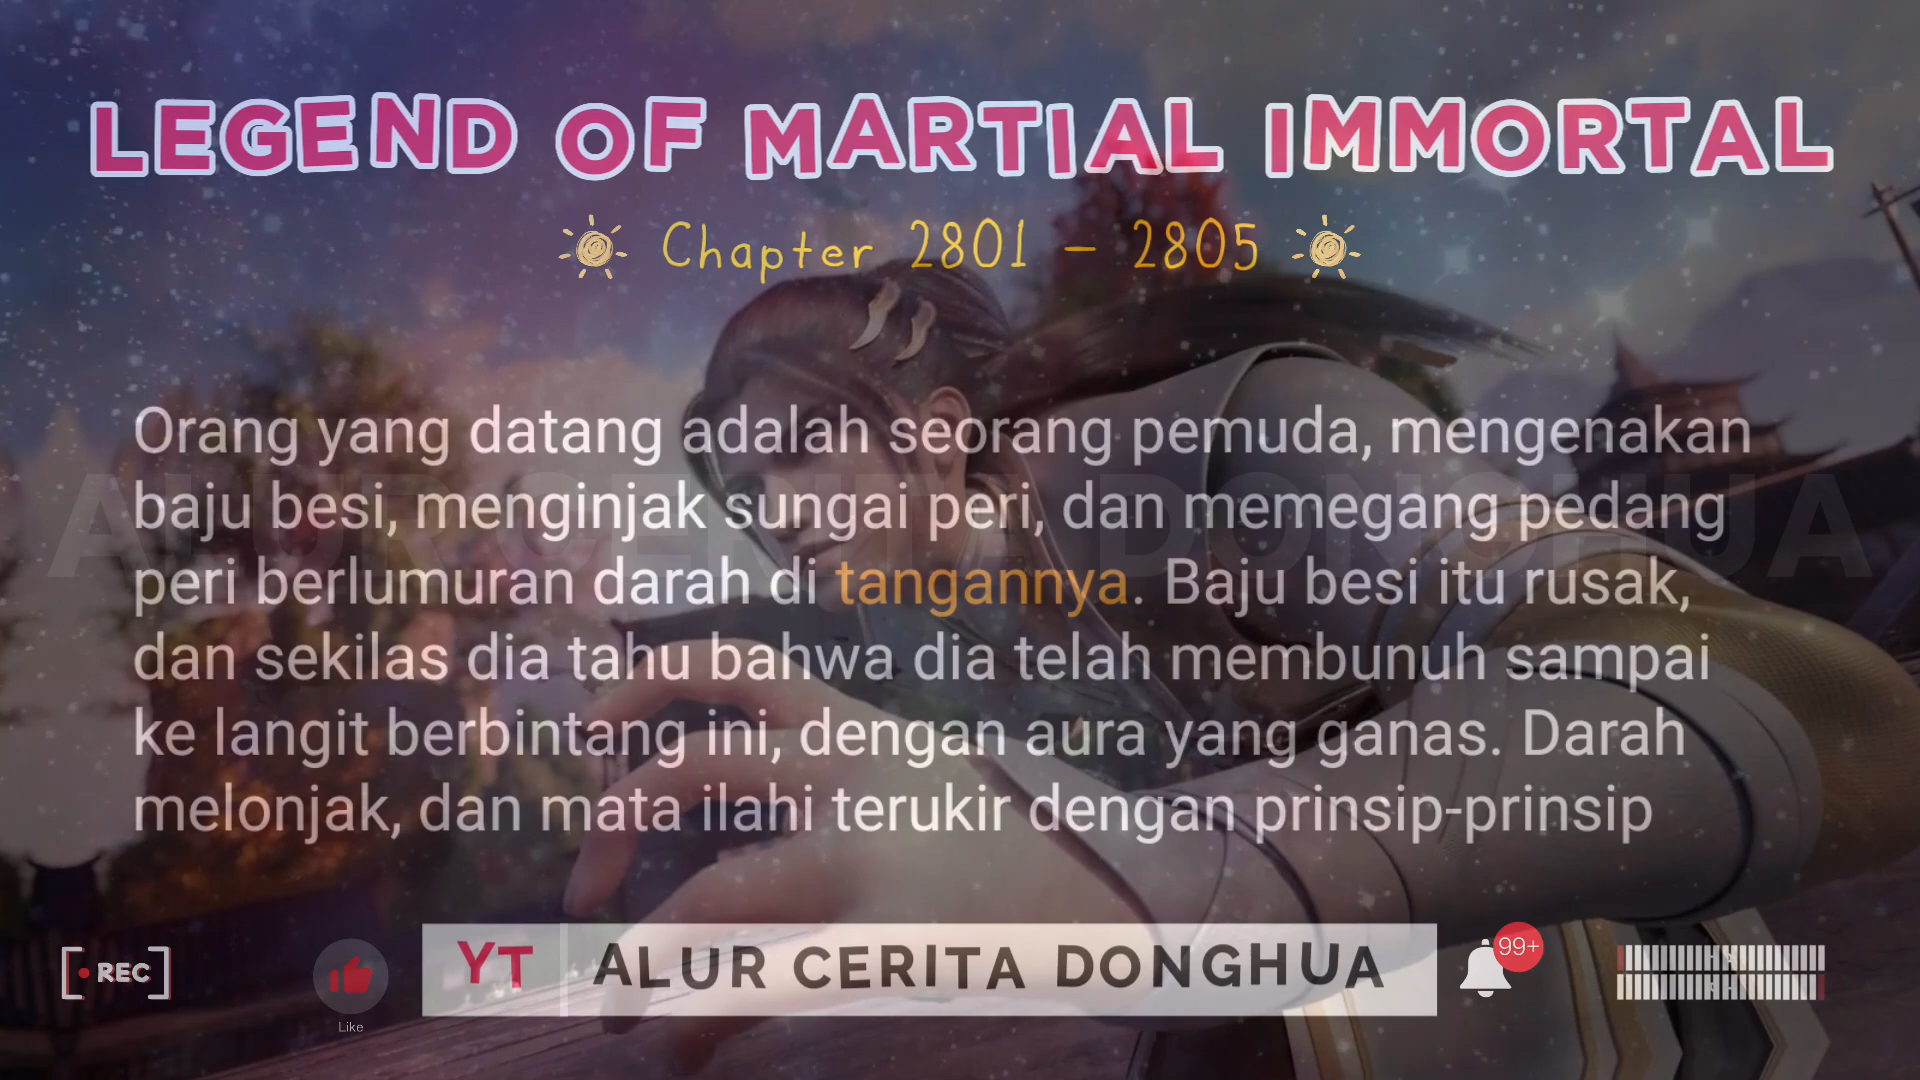 LEGEND OF MARTIAL IMMORTAL
Chapter 2801 - 2805
Orang yang datang adalah seorang pemuda, mengenakan
baju besi, menginjak sungai peri, dan memegang pedang
peri berlumuran darah di tangannya. Baju besi itu rusak,
dan sekilas dia tahu bahwa dia telah membunuh sampai
ke langit berbintang ini, dengan aura yang ganas. Darah
melonjak, dan mata ilahi terukir dengan prinsip-prinsip
ALUR CERITA DONGHUA
REC
Like
YT ALUR CERITA DONGHUA
99+